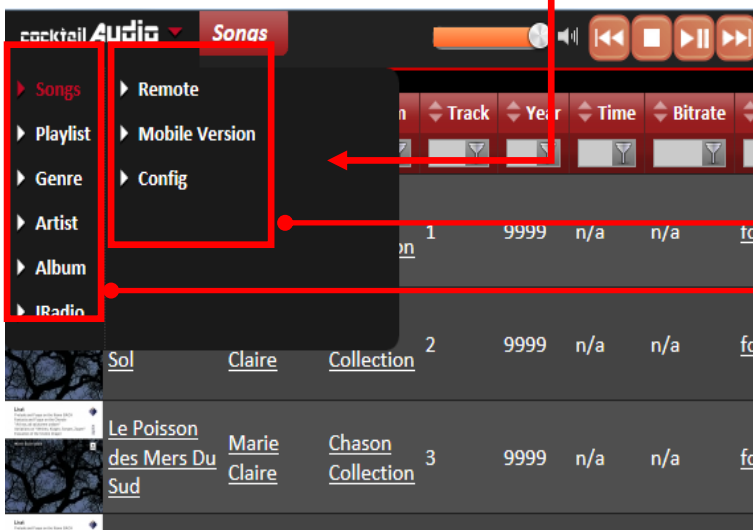 cocktail Audio Songs
Songs
Playlist
Genre
Artist
Album
IRadio
Remote
Mobile Version
Config
Track Year Time Bitrate
1 9999 n/a n/a
Sol
Claire
Collection
2 9999 n/a n/a
Le Poisson
des Mers Du
Sud
Marie
Claire
Chason
Collection
3 9999 n/a n/a